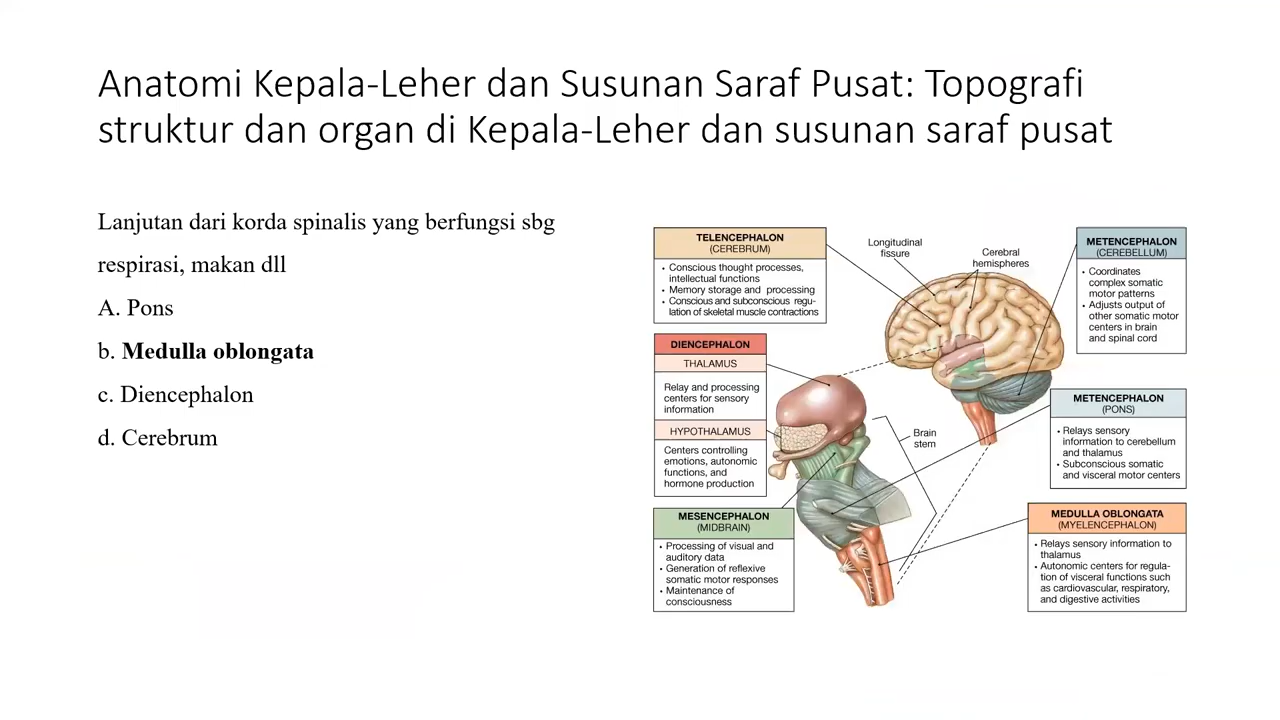 Anatomi Kepala-Leher dan Susunan Saraf Pusat: Topografi
struktur dan organ di Kepala-Leher dan susunan saraf pusat
Lanjutan dari korda spinalis yang berfungsi sbg
respirasi, makan dll
A. Pons
b. Medulla oblongata
c. Diencephalon
d. Cerebrum
TELENCEPHALON
(CEREBRUM)
• Conscious thought processes,
intellectual functions
• Memory storage and processing
• Conscious and subconscious regu-
lation of skeletal muscle contractions
DIENCEPHALON
THALAMUS
Relay and processing
centers for sensory
information
HYPOTHALAMUS
Centers controlling
emotions, autonomic
functions, and
hormone production
MESENCEPHALON
(MIDBRAIN)
• Processing of visual and
auditory data
• Generation of reflexive
somatic motor responses
• Maintenance of
consciousness
Longitudinal
fissure
Cerebral
hemispheres
Brain
stem
METENCEPHALON
(CEREBELLUM)
• Coordinates
complex somatic
motor patterns
• Adjusts output of
other somatic motor
centers in brain
and spinal cord
METENCEPHALON
(PONS)
• Relays sensory
information to cerebellum
and thalamus
• Subconscious somatic
and visceral motor centers
MEDULLA OBLONGATA
(MYELENCEPHALON)
• Relays sensory information to
thalamus
• Autonomic centers for regula-
tion of visceral functions such
as cardiovascular, respiratory,
and digestive activities